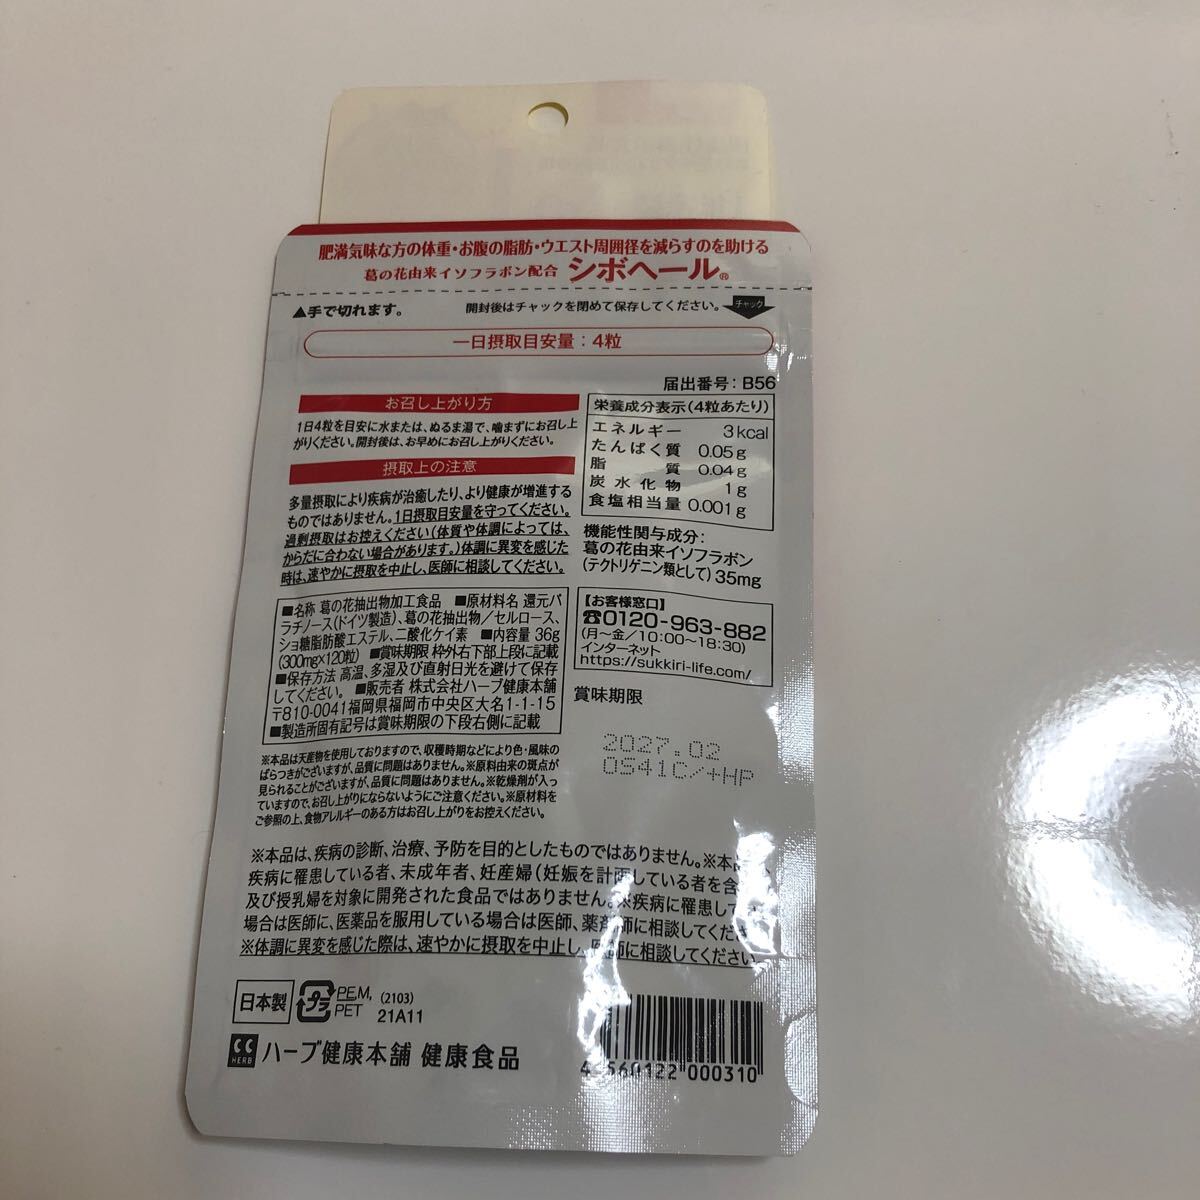 肥満気味な方の体重・お腹の脂肪・ウエスト周囲径を減らすのを助ける
葛の花由来イソフラボン配合 シボヘール®
▲手で切れます。 開封後はチャックを閉めて保存してください。 チャック
一日摂取目安量：4粒
届出番号：B56
お召し上がり方
1日4粒を目安に水または、ぬるま湯で、噛まずにお召し上
がりください。開封後は、お早めにお召し上がりください。
摂取上の注意
多量摂取により疾病が治癒したり、より健康が増進する
ものではありません。1日摂取目安量を守ってください。
過剰摂取はお控えください（体質や体調によっては、
からだに合わない場合があります。）体調に異変を感じた
時は、速やかに摂取を中止し、医師に相談してください。
栄養成分表示（4粒あたり）
エネルギー 3kcal
たんぱく質 0.05g
脂質 0.04g
炭水化物 1g
食塩相当量 0.001g
機能性関与成分：
葛の花由来イソフラボン
（テクトリゲニン類として）35mg
■名称 葛の花抽出物加工食品 ■原材料名 還元パ
ラチノース（ドイツ製造）、葛の花抽出物／セルロース、
ショ糖脂肪酸エステル、二酸化ケイ素 ■内容量 36g
（300mg×120粒） ■賞味期限 枠外右下部上段に記載
■保存方法 高温、多湿及び直射日光を避けて保存
してください。 ■販売者 株式会社ハーブ健康本舗
〒810-0041福岡県福岡市中央区大名1-1-15
■製造所固有記号は賞味期限の下段右側に記載
【お客様窓口】
☎0120-963-882
（月～金／10:00～18:30）
インターネット
https://sukkiri-life.com/
賞味期限
2027.02
OS41C/+HP
※本品は天産物を使用しておりますので、収穫時期などにより色・風味の
ばらつきがございますが、品質に問題はありません。※原料由来の斑点が
見られることがございますが、品質に問題はありません。※乾燥剤が入っ
ていますので、お召し上がりにならないようにご注意ください。※原材料を
ご参照の上、食物アレルギーのある方はお召し上がりをお控えください。
※本品は、疾病の診断、治療、予防を目的としたものではありません。※本品
疾病に罹患している者、未成年者、妊産婦（妊娠を計画している者を含
及び授乳婦を対象に開発された食品ではありません。※疾病に罹患して
場合は医師に、医薬品を服用している場合は医師、薬剤師に相談してくださ
※体調に異変を感じた際は、速やかに摂取を中止し、医師に相談してください
日本製 プラ PE,M, PET (2103) 21A11
HERB ハーブ健康本舗 健康食品
4 560122 000310